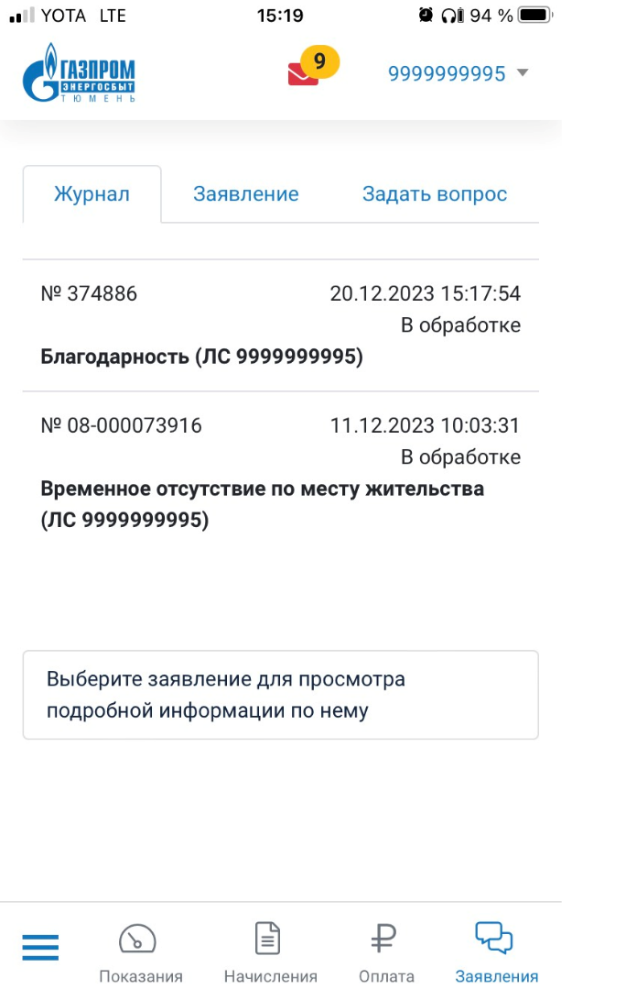 YOTA LTE 15:19 94 %
ГАЗПРОМ
ЭНЕРГОСБЫТ
ТЮМЕНЬ
9
9999999995
Журнал Заявление Задать вопрос
№ 374886 20.12.2023 15:17:54
В обработке
Благодарность (ЛС 9999999995)
№ 08-000073916 11.12.2023 10:03:31
В обработке
Временное отсутствие по месту жительства
(ЛС 9999999995)
Выберите заявление для просмотра
подробной информации по нему
Показания Начисления Оплата Заявления